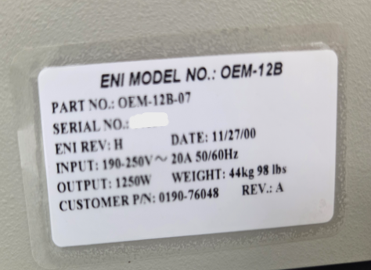 ENI MODEL NO.: OEM-12B
PART NO.: OEM-12B-07
SERIAL NO.:
ENI REV: H DATE: 11/27/00
INPUT: 190-250V～ 20A 50/60Hz
OUTPUT: 1250W WEIGHT: 44kg 98 lbs
CUSTOMER P/N: 0190-76048 REV.: A